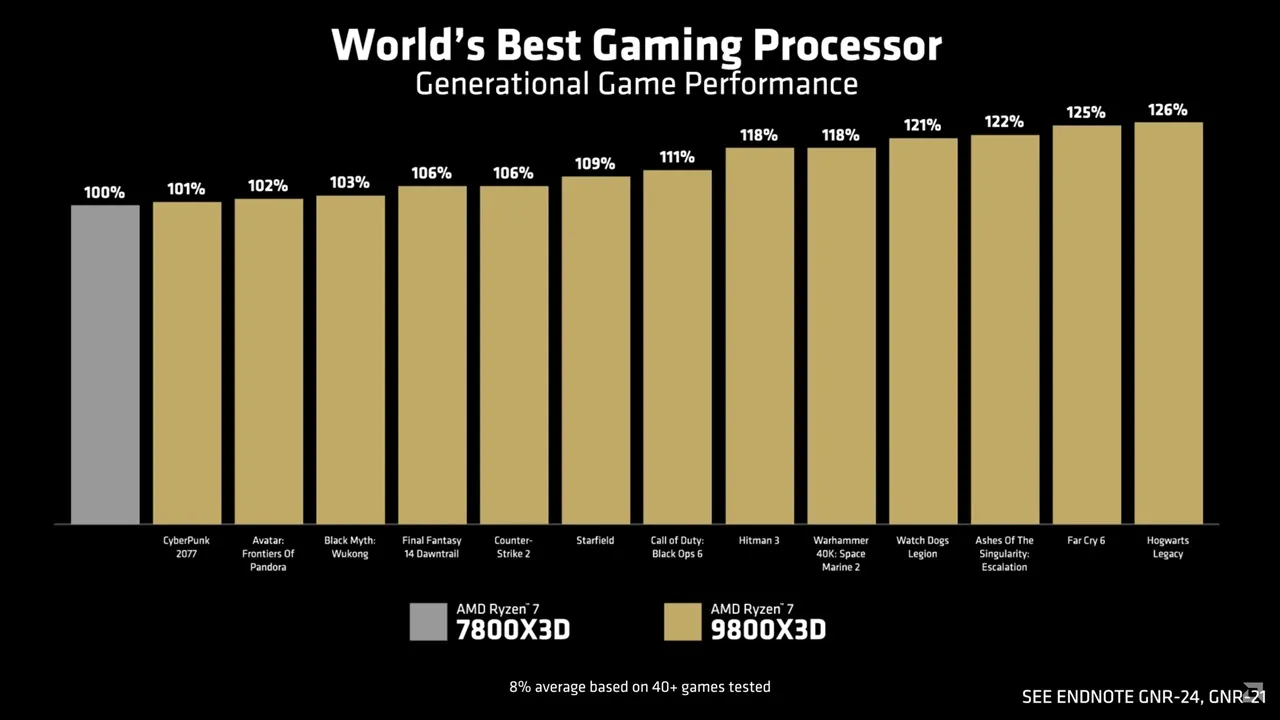 World's Best Gaming Processor
Generational Game Performance
100%
101%
102%
103%
106%
106%
109%
111%
118%
118%
121%
122%
125%
126%
CyberPunk
2077
Avatar:
Frontiers Of
Pandora
Black Myth:
Wukong
Final Fantasy
14 Dawntrail
Counter-
Strike 2
Starfield
Call of Duty:
Black Ops 6
Hitman 3
Warhammer
40K: Space
Marine 2
Watch Dogs
Legion
Ashes Of The
Singularity:
Escalation
Far Cry 6
Hogwarts
Legacy
AMD Ryzen™ 7
7800X3D
AMD Ryzen™ 7
9800X3D
8% average based on 40+ games tested
SEE ENDNOTE GNR-24, GNR-21